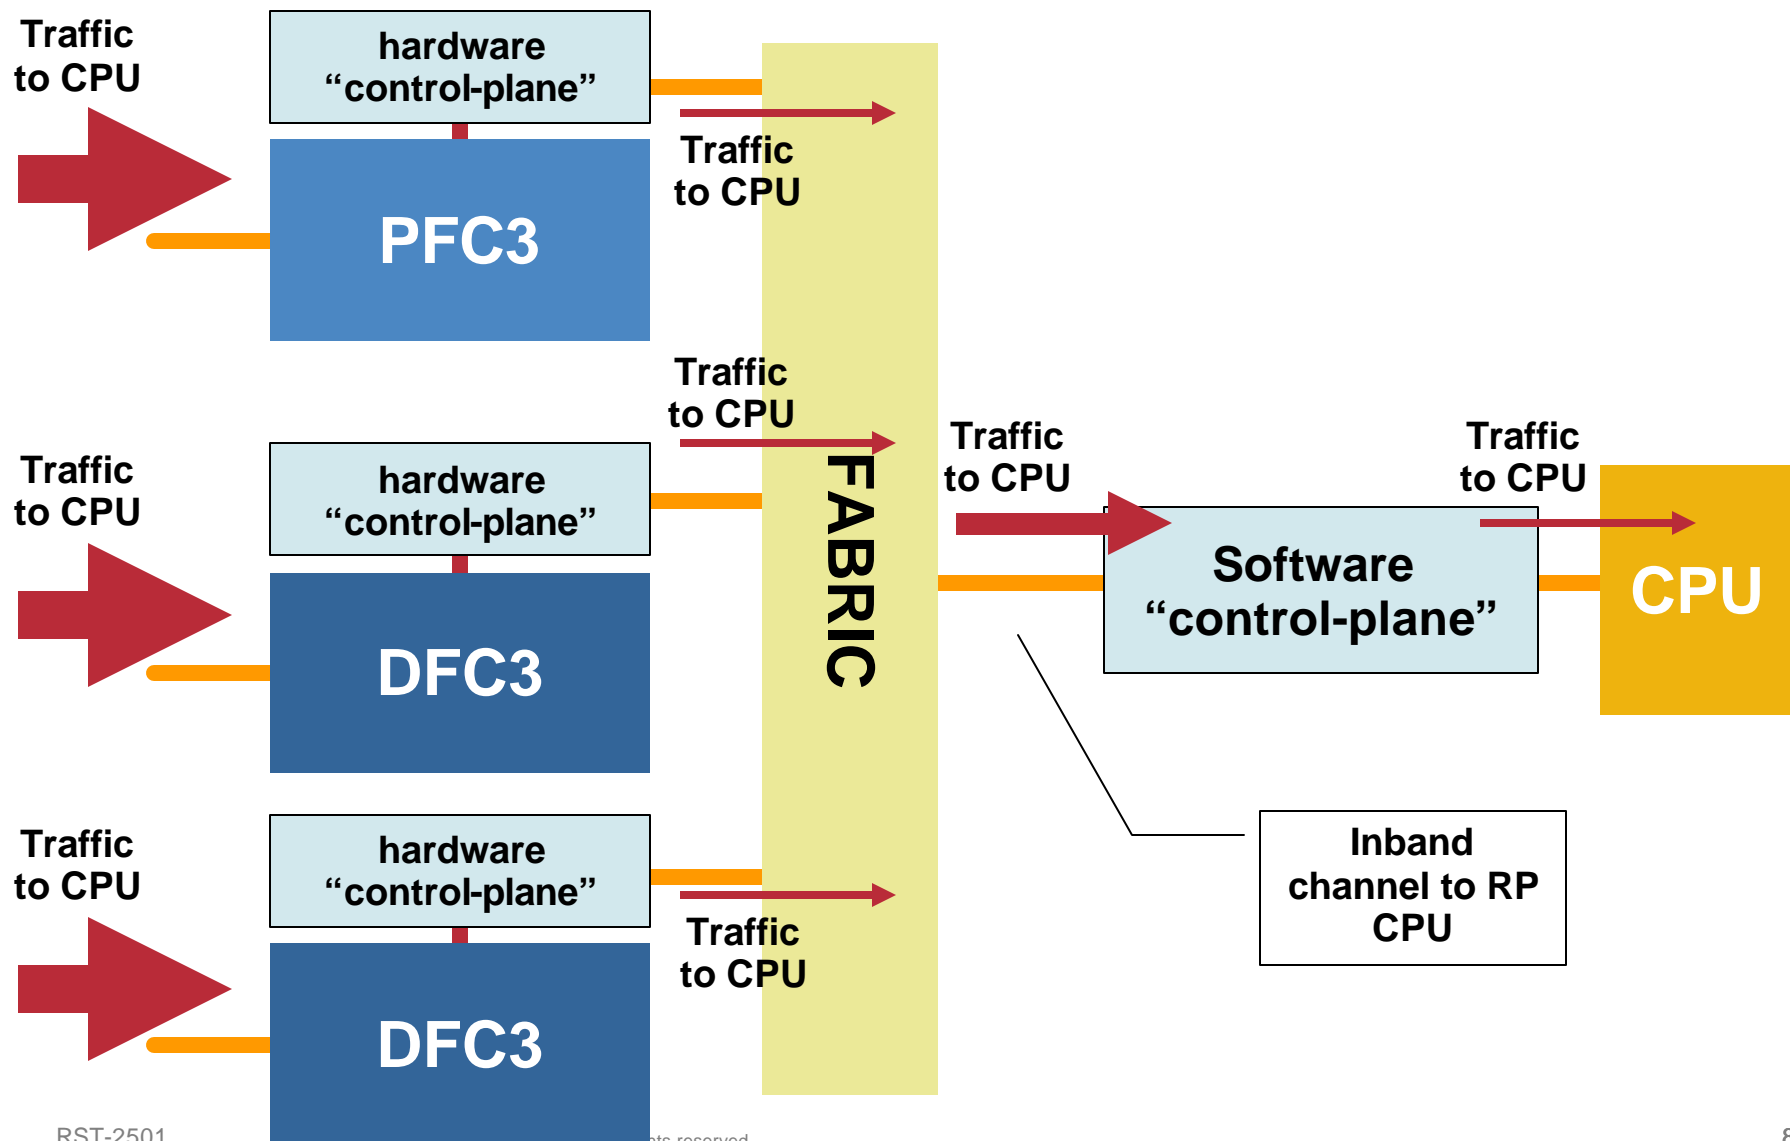 Traffic
to CPU
hardware
“control-plane”
Traffic
to CPU
PFC3
Traffic
to CPU
Traffic
to CPU
hardware
“control-plane”
DFC3
FABRIC
Traffic
to CPU
Traffic
to CPU
Software
“control-plane”
CPU
Traffic
to CPU
hardware
“control-plane”
Traffic
to CPU
DFC3
Inband
channel to RP
CPU
RST-2501
reserved
8